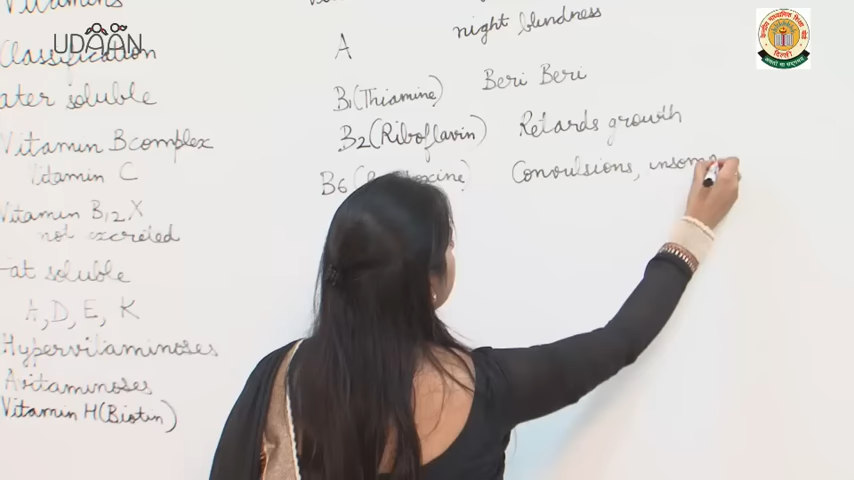 Vitamins
UDAAN
Classification
ater soluble
Vitamin B complex
Vitamin C
Vitamin B12 X
not excreted
Fat soluble
A, D, E, K
Hypervitaminoses
Avitaminoses
Vitamin H (Biotin)
A night blindness
B1 (Thiamine) Beri Beri
B2 (Riboflavin) Retards growth
B6 ( Convulsions, insom